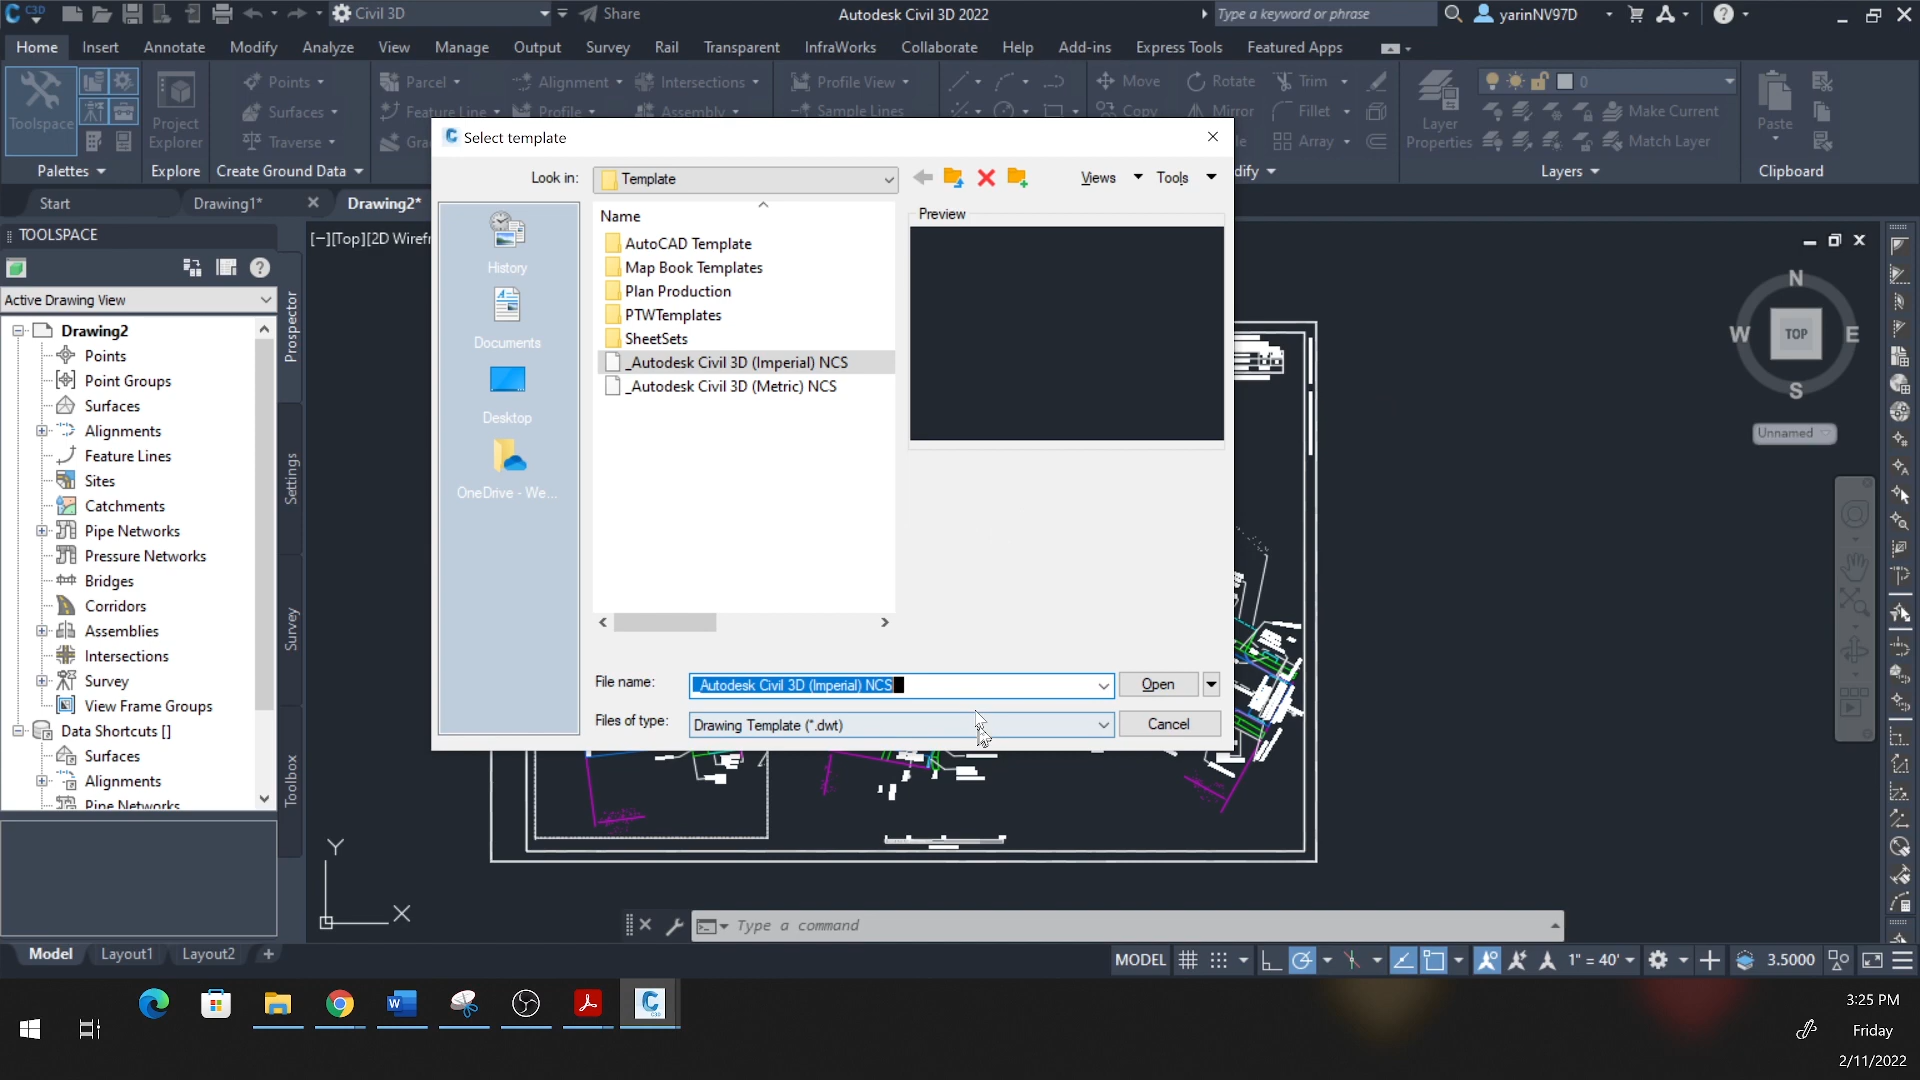 C3D
Civil 3D
Share
Autodesk Civil 3D 2022
Type a keyword or phrase
yarinNV97D
Home
Insert
Annotate
Modify
Analyze
View
Manage
Output
Survey
Rail
Transparent
InfraWorks
Collaborate
Help
Add-ins
Express Tools
Featured Apps
Toolspace
Project Explorer
Points
Surfaces
Traverse
Parcel
Feature Line
Alignment
Profile
Intersections
Assembly
Profile View
Sample Lines
Move
Copy
Rotate
Mirror
Trim
Fillet
Array
Layer Properties
0
Make Current
Match Layer
Paste
Palettes
Explore
Create Ground Data
Layers
Clipboard
Start
Drawing1*
Drawing2*
TOOLSPACE
Active Drawing View
Drawing2
Points
Point Groups
Surfaces
Alignments
Feature Lines
Sites
Catchments
Pipe Networks
Pressure Networks
Bridges
Corridors
Assemblies
Intersections
Survey
View Frame Groups
Data Shortcuts []
Surfaces
Alignments
Pipe Networks
Prospector
Settings
Survey
Toolbox
[−][Top][2D Wirefr
Select template
Look in:
Template
Views
Tools
Name
AutoCAD Template
Map Book Templates
Plan Production
PTWTemplates
SheetSets
_Autodesk Civil 3D (Imperial) NCS
_Autodesk Civil 3D (Metric) NCS
Preview
History
Documents
Desktop
OneDrive - We...
File name:
_Autodesk Civil 3D (Imperial) NCS
Open
Files of type:
Drawing Template (*.dwt)
Cancel
N
W
TOP
E
S
Unnamed
Y
X
Type a command
Model
Layout1
Layout2
+
MODEL
1" = 40'
3.5000
3:25 PM
Friday
2/11/2022